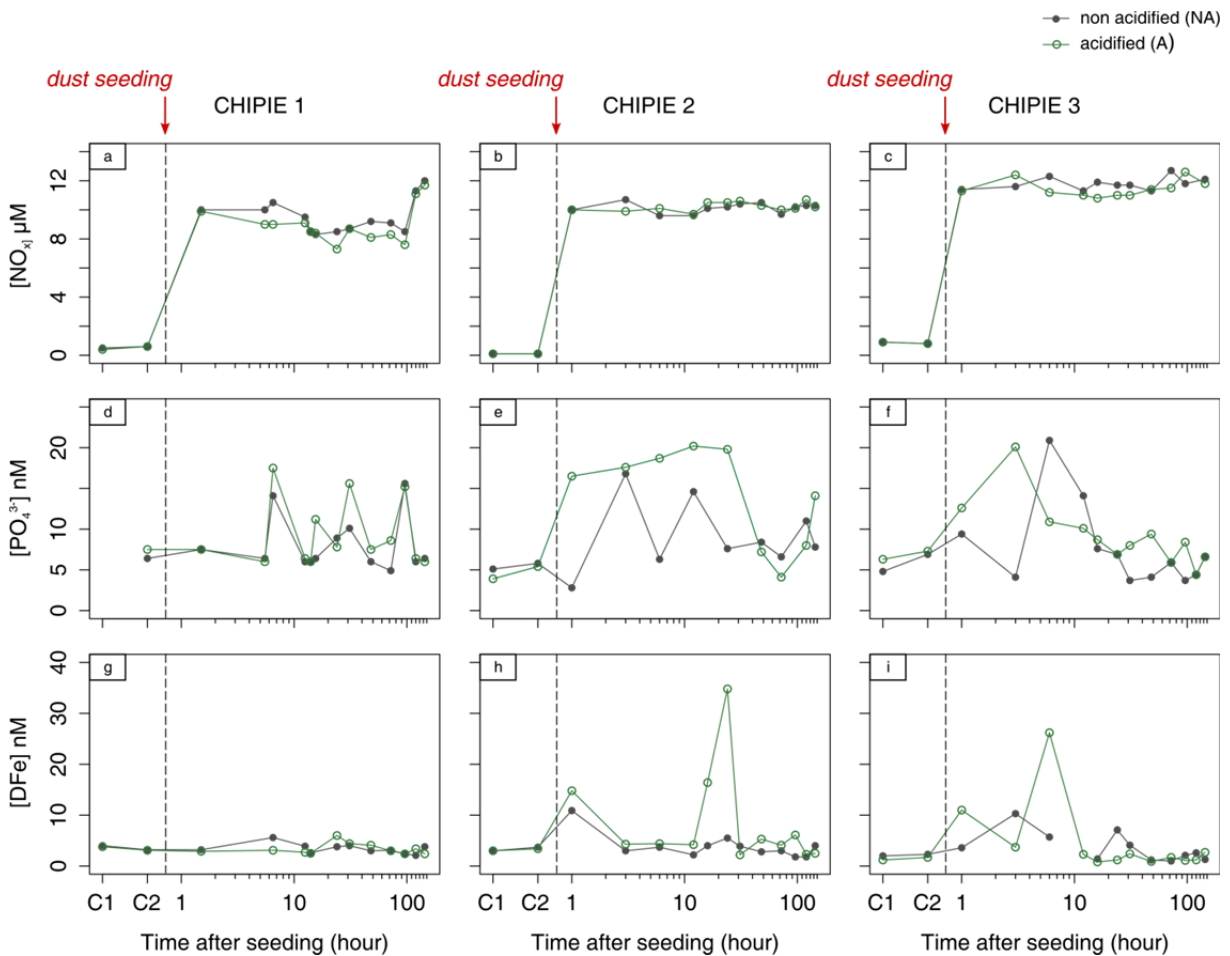 non acidified (NA)
acidified (A)
dust seeding dust seeding dust seeding
CHIPIE 1 CHIPIE 2 CHIPIE 3
[NOx] µM
a b c
12
8
4
0
[PO4 3-] nM
d e f
20
10
5
0
[DFe] nM
g h i
40
30
20
10
0
C1 C2 1 10 100 C1 C2 1 10 100 C1 C2 1 10 100
Time after seeding (hour) Time after seeding (hour) Time after seeding (hour)